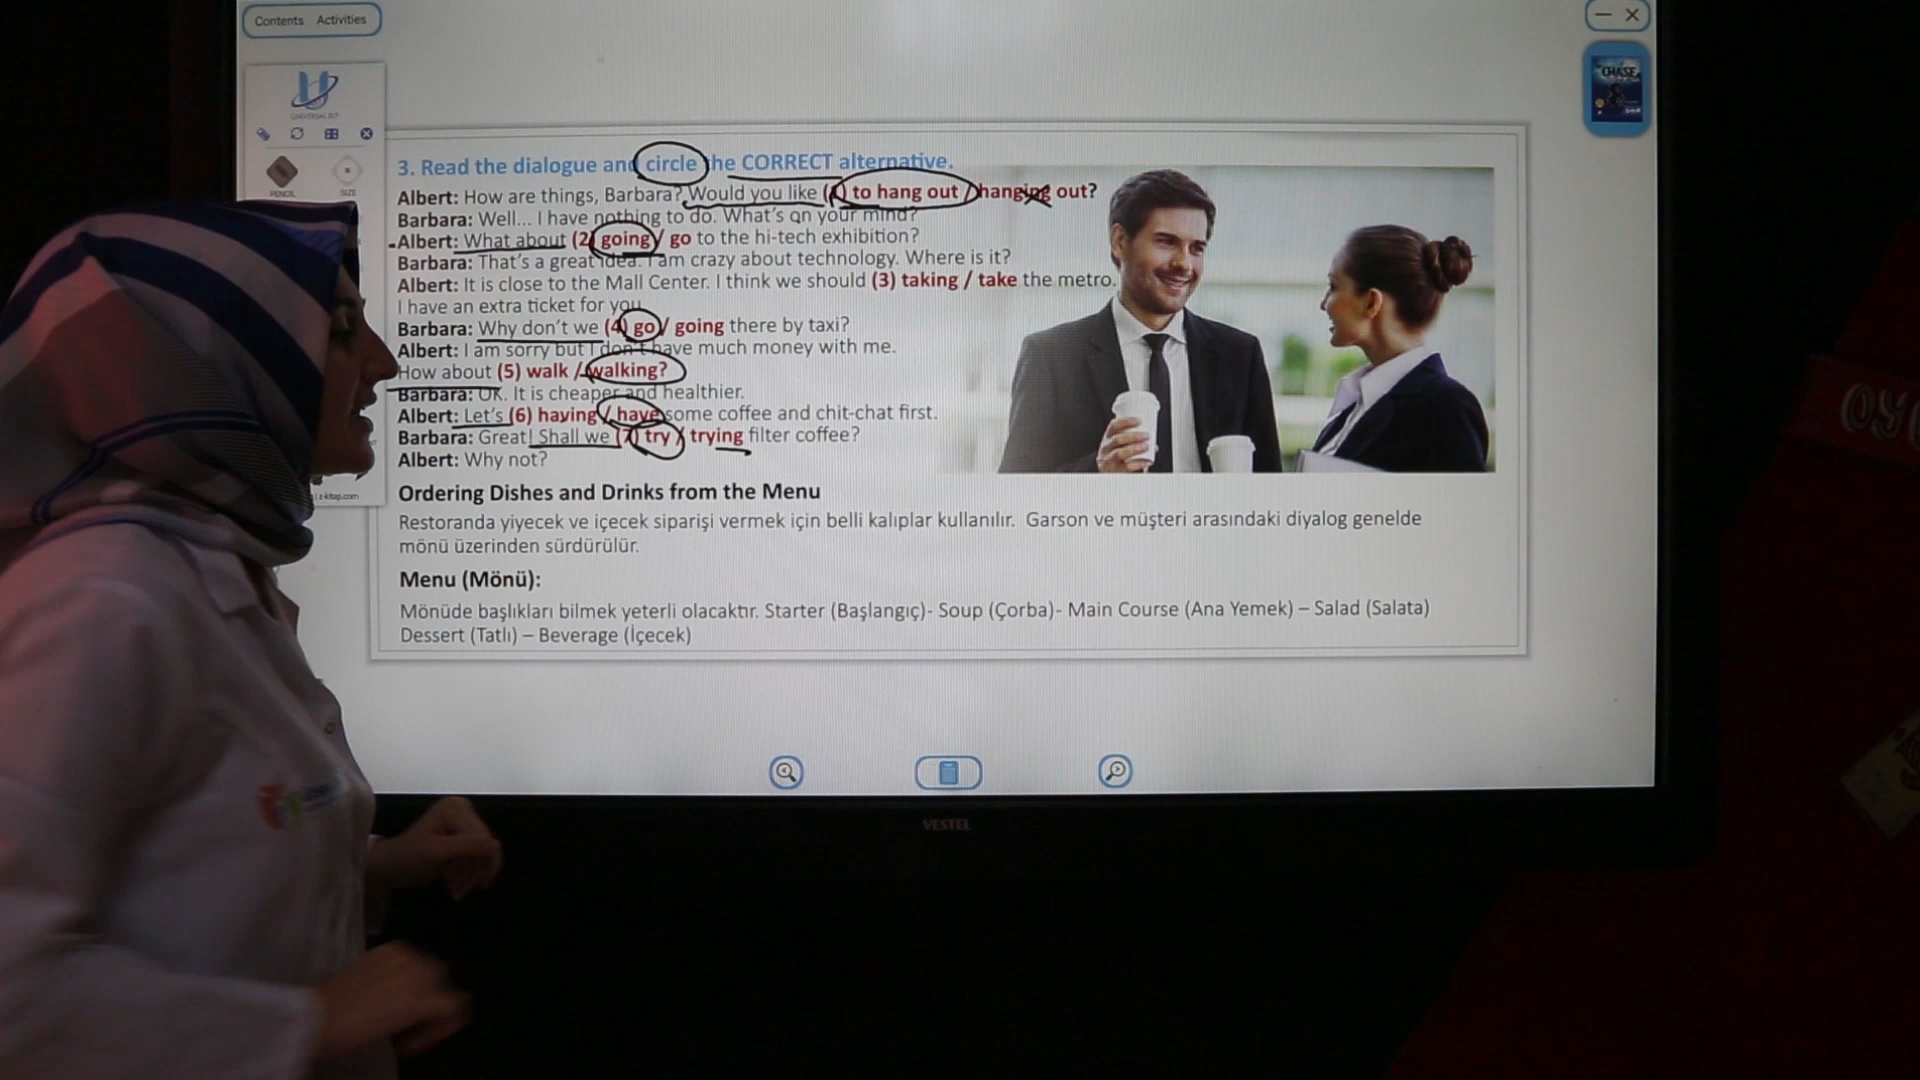 Contents Activities
UNIVERSAL ELT
PENCIL SIZE
CHASE
3. Read the dialogue and circle the CORRECT alternative.
Albert: How are things, Barbara? Would you like (1) to hang out / hanging out?
Barbara: Well... I have nothing to do. What's on your mind?
Albert: What about (2) going / go to the hi-tech exhibition?
Barbara: That's a great idea. I am crazy about technology. Where is it?
Albert: It is close to the Mall Center. I think we should (3) taking / take the metro.
I have an extra ticket for you.
Barbara: Why don't we (4) go / going there by taxi?
Albert: I am sorry but I don't have much money with me.
How about (5) walk / walking?
Barbara: OK. It is cheaper and healthier.
Albert: Let's (6) having / have some coffee and chit-chat first.
Barbara: Great! Shall we (7) try / trying filter coffee?
Albert: Why not?
z-kitap.com
Ordering Dishes and Drinks from the Menu
Restoranda yiyecek ve içecek siparişi vermek için belli kalıplar kullanılır. Garson ve müşteri arasındaki diyalog genelde
mönü üzerinden sürdürülür.
Menu (Mönü):
Mönüde başlıkları bilmek yeterli olacaktır. Starter (Başlangıç)- Soup (Çorba)- Main Course (Ana Yemek) – Salad (Salata)
Dessert (Tatlı) – Beverage (İçecek)
VESTEL